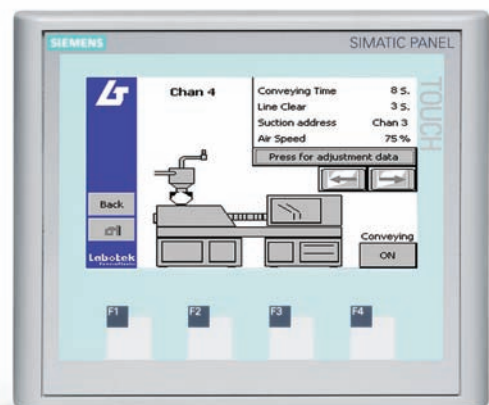 SIEMENS
SIMATIC PANEL
TOUCH
Chan 4
Conveying Time 8 s.
Line Clear 3 s.
Suction address Chan 3
Air Speed 75 %
Press for adjustment data
Back
Conveying
ON
Labotek
F1 F2 F3 F4